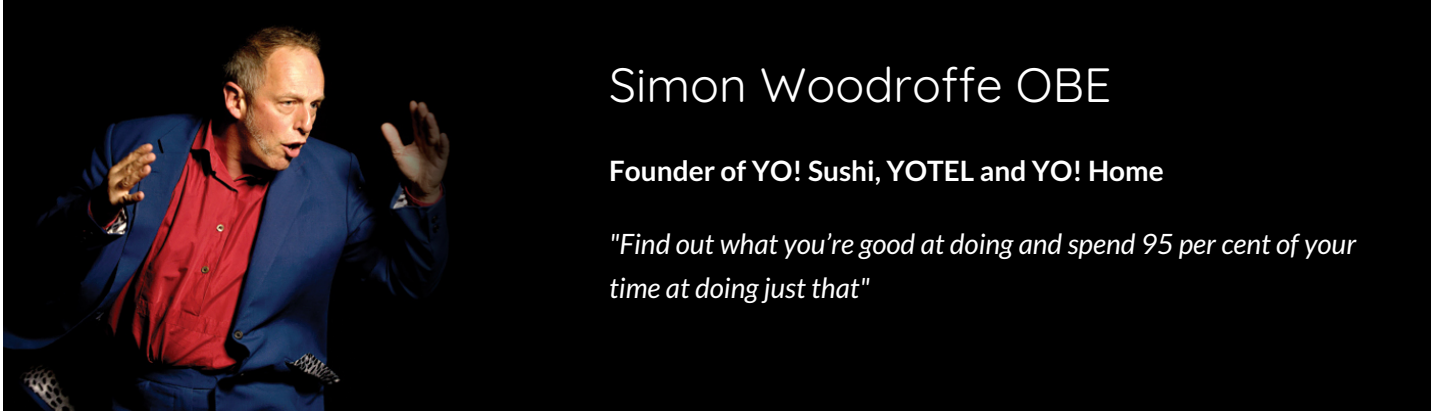 Simon Woodroffe OBE
Founder of YO! Sushi, YOTEL and YO! Home
"Find out what you’re good at doing and spend 95 per cent of your
time at doing just that"